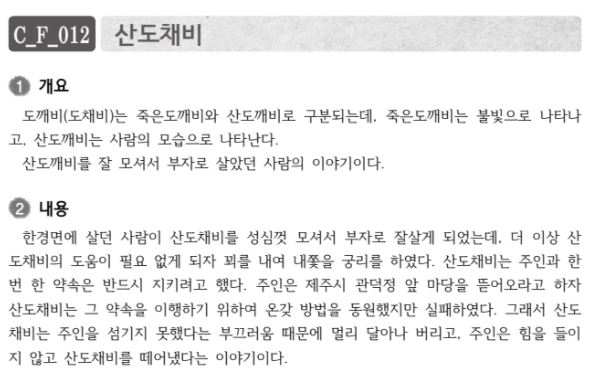 C_F_012 산도채비
1 개요
도깨비(도채비)는 죽은도깨비와 산도깨비로 구분되는데, 죽은도깨비는 불빛으로 나타나
고, 산도깨비는 사람의 모습으로 나타난다.
산도깨비를 잘 모셔서 부자로 살았던 사람의 이야기이다.
2 내용
한경면에 살던 사람이 산도채비를 성심껏 모셔서 부자로 잘살게 되었는데, 더 이상 산
도채비의 도움이 필요 없게 되자 꾀를 내여 내쫓을 궁리를 하였다. 산도채비는 주인과 한
번 한 약속은 반드시 지키려고 했다. 주인은 제주시 관덕정 앞 마당을 뜯어오라고 하자
산도채비는 그 약속을 이행하기 위하여 온갖 방법을 동원했지만 실패하였다. 그래서 산도
채비는 주인을 섬기지 못했다는 부끄러움 때문에 멀리 달아나 버리고, 주인은 힘을 들이
지 않고 산도채비를 떼어냈다는 이야기이다.